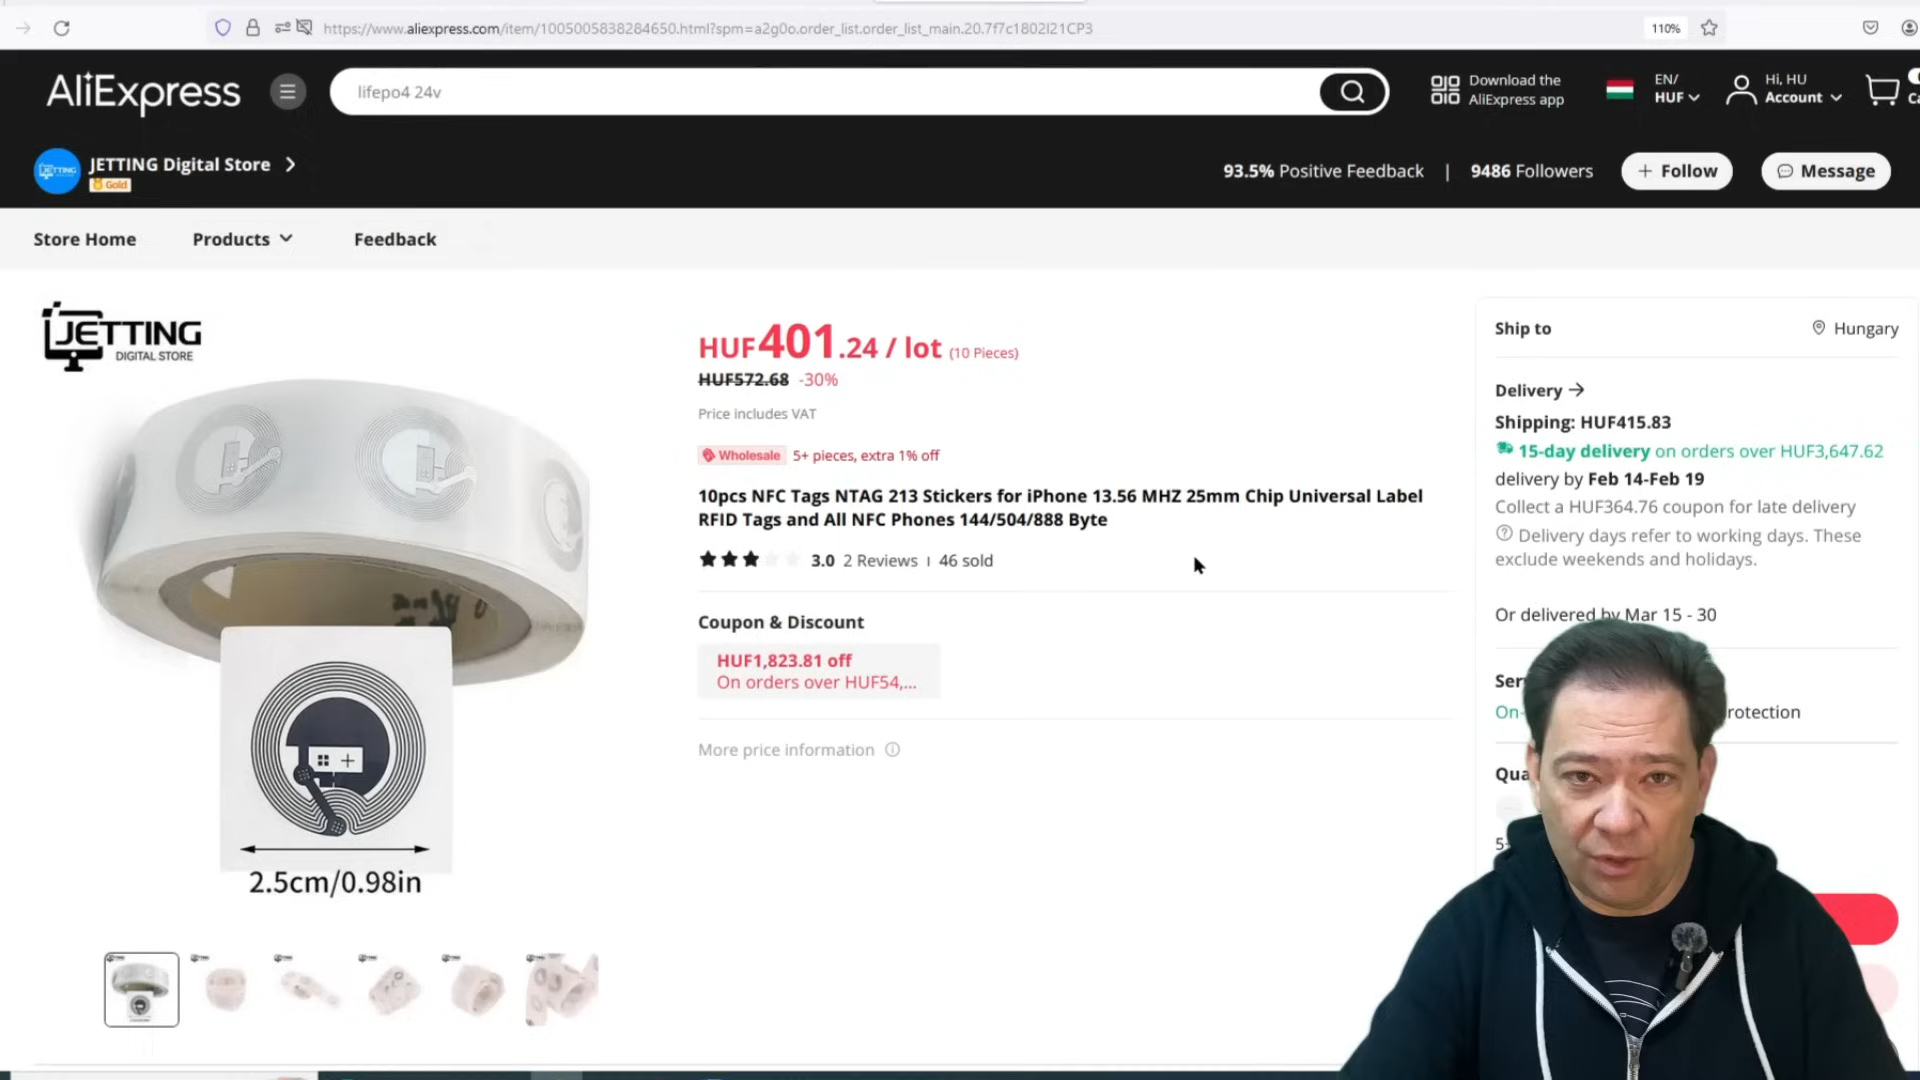 https://www.aliexpress.com/item/1005005838284650.html?spm=a2g0o.order_list.order_list_main.20.7f7c1802I21CP3
110%
AliExpress
lifepo4 24v
Download the
AliExpress app
EN/
HUF
Hi, HU
Account
JETTING Digital Store
Gold
93.5% Positive Feedback | 9486 Followers
+ Follow
Message
Store Home
Products
Feedback
JETTING
DIGITAL STORE
2.5cm/0.98in
HUF401.24 / lot (10 Pieces)
HUF572.68 -30%
Price includes VAT
Wholesale 5+ pieces, extra 1% off
10pcs NFC Tags NTAG 213 Stickers for iPhone 13.56 MHZ 25mm Chip Universal Label
RFID Tags and All NFC Phones 144/504/888 Byte
3.0 2 Reviews 46 sold
Coupon & Discount
HUF1,823.81 off
On orders over HUF54,...
More price information
Ship to
Hungary
Delivery
Shipping: HUF415.83
15-day delivery on orders over HUF3,647.62
delivery by Feb 14-Feb 19
Collect a HUF364.76 coupon for late delivery
Delivery days refer to working days. These
exclude weekends and holidays.
Or delivered by Mar 15 - 30